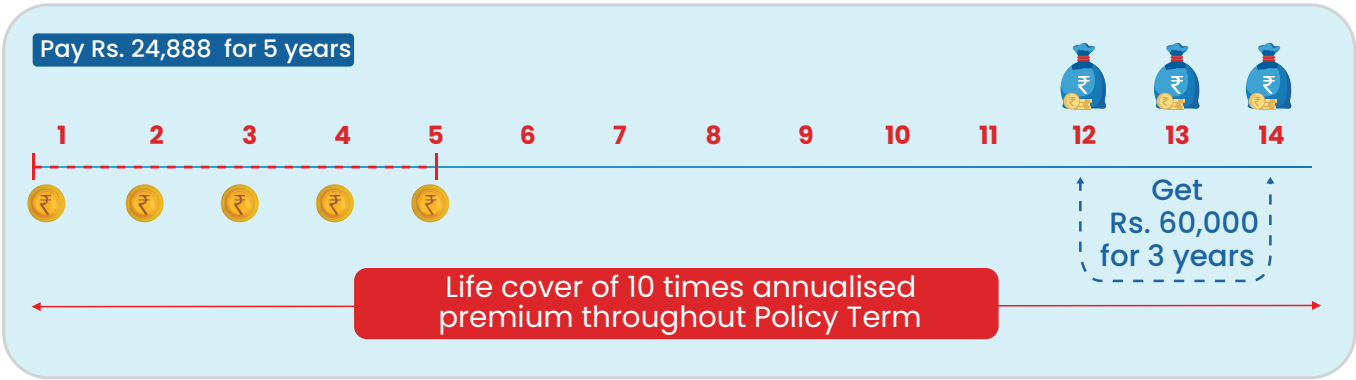 Pay Rs. 24,888 for 5 years
1 2 3 4 5 6 7 8 9 10 11 12 13 14
Get
Rs. 60,000
for 3 years
Life cover of 10 times annualised
premium throughout Policy Term